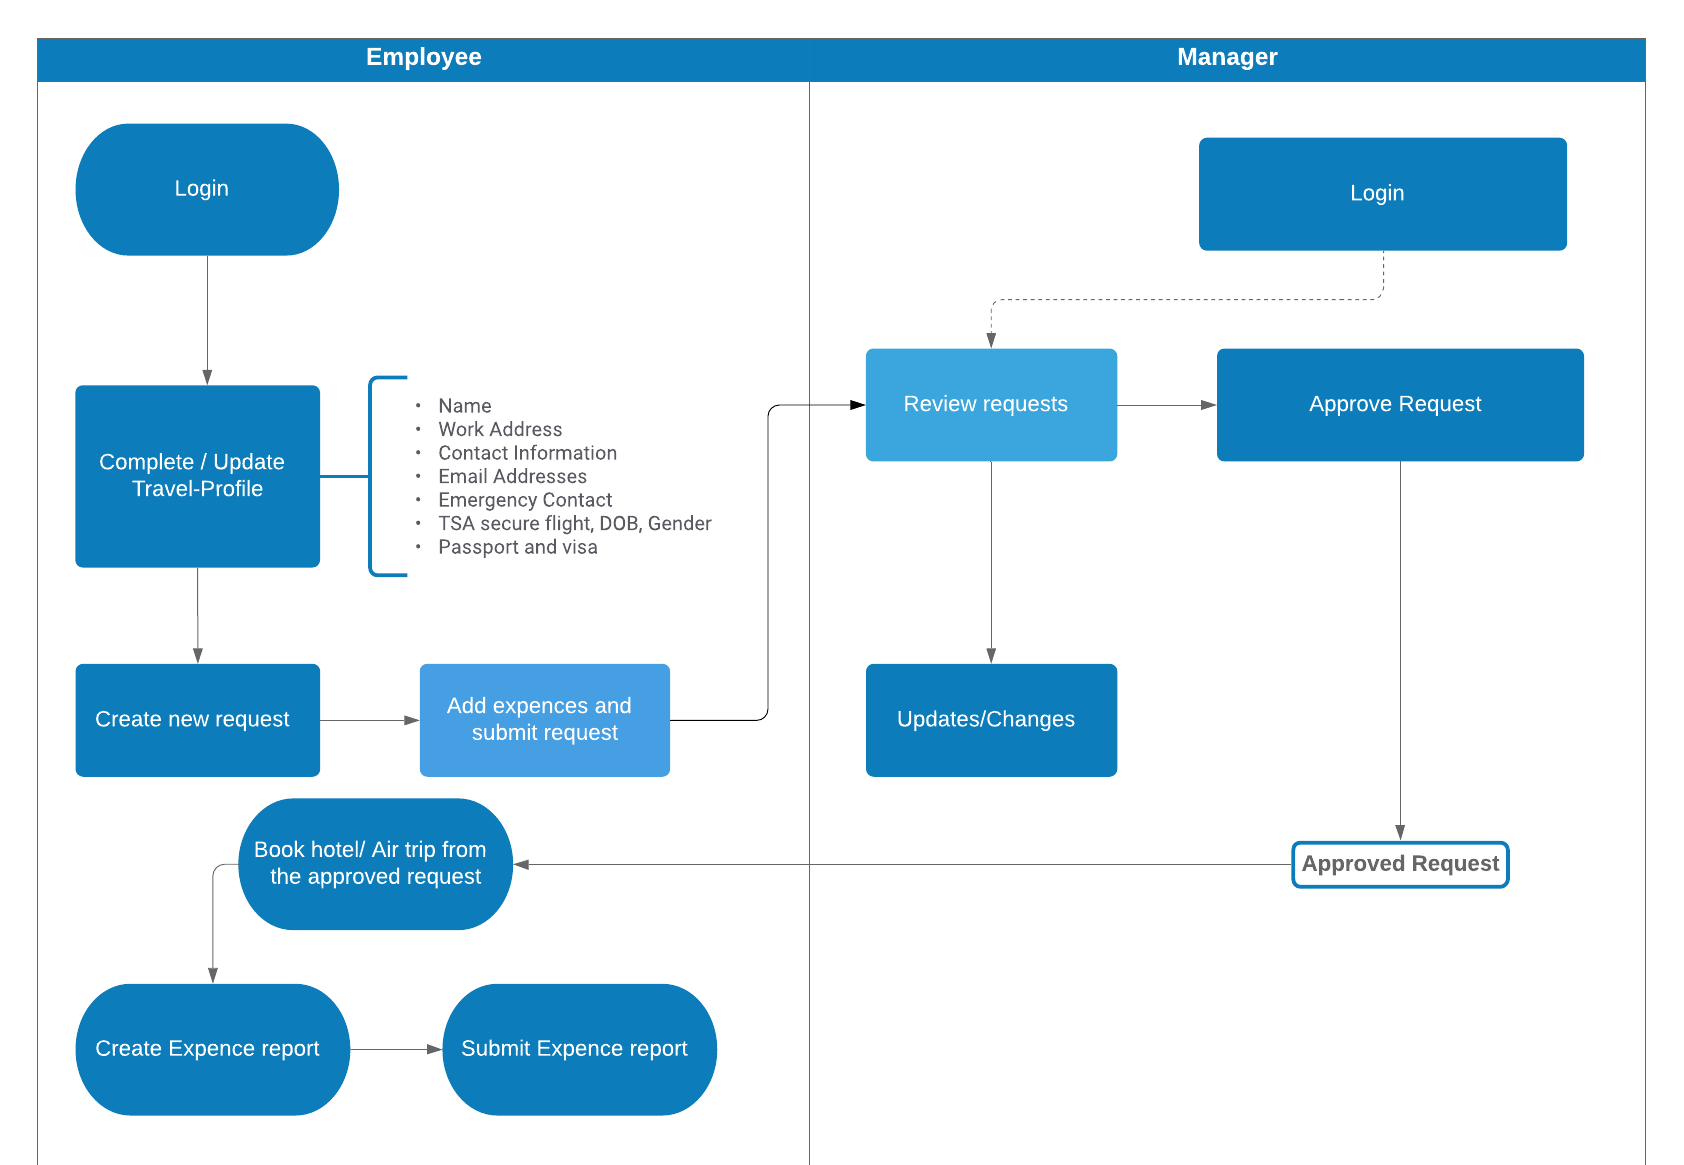 Employee
Manager
Login
Login
Complete / Update
Travel-Profile
• Name
• Work Address
• Contact Information
• Email Addresses
• Emergency Contact
• TSA secure flight, DOB, Gender
• Passport and visa
Review requests
Approve Request
Create new request
Add expences and
submit request
Updates/Changes
Book hotel/ Air trip from
the approved request
Approved Request
Create Expence report
Submit Expence report